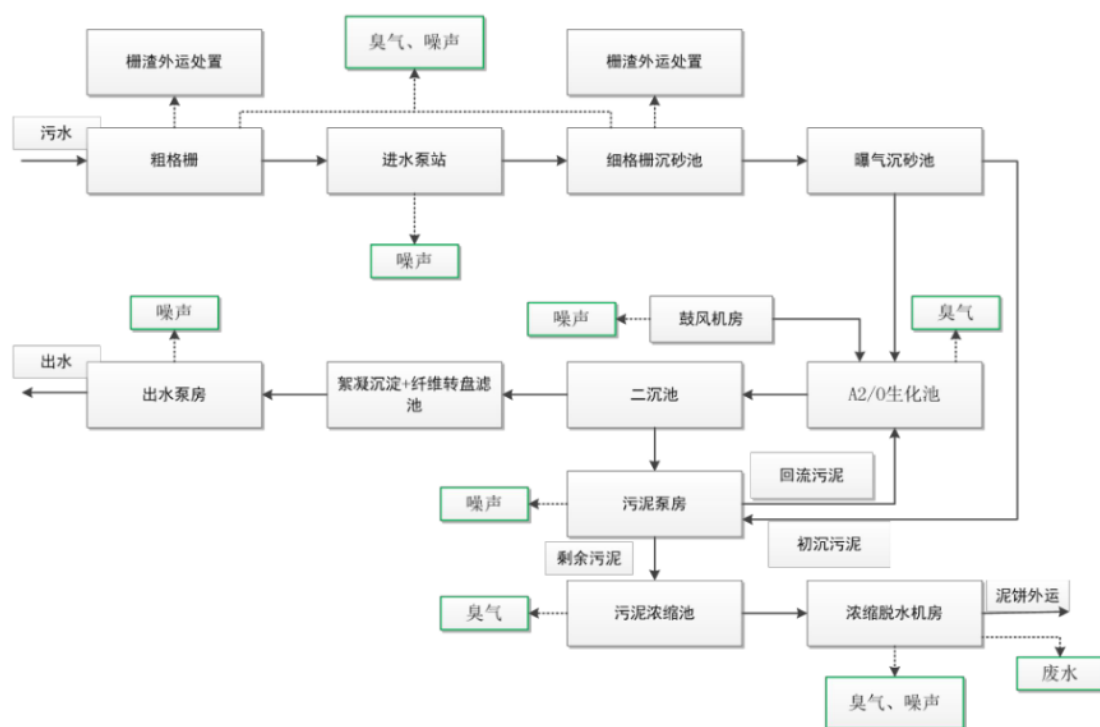 栅渣外运处置
臭气、噪声
栅渣外运处置
污水
粗格栅
进水泵站
细格栅沉砂池
曝气沉砂池
噪声
噪声
噪声
鼓风机房
臭气
出水
出水泵房
絮凝沉淀+纤维转盘滤
池
二沉池
A2/O生化池
回流污泥
噪声
污泥泵房
初沉污泥
剩余污泥
臭气
污泥浓缩池
浓缩脱水机房
泥饼外运
废水
臭气、噪声